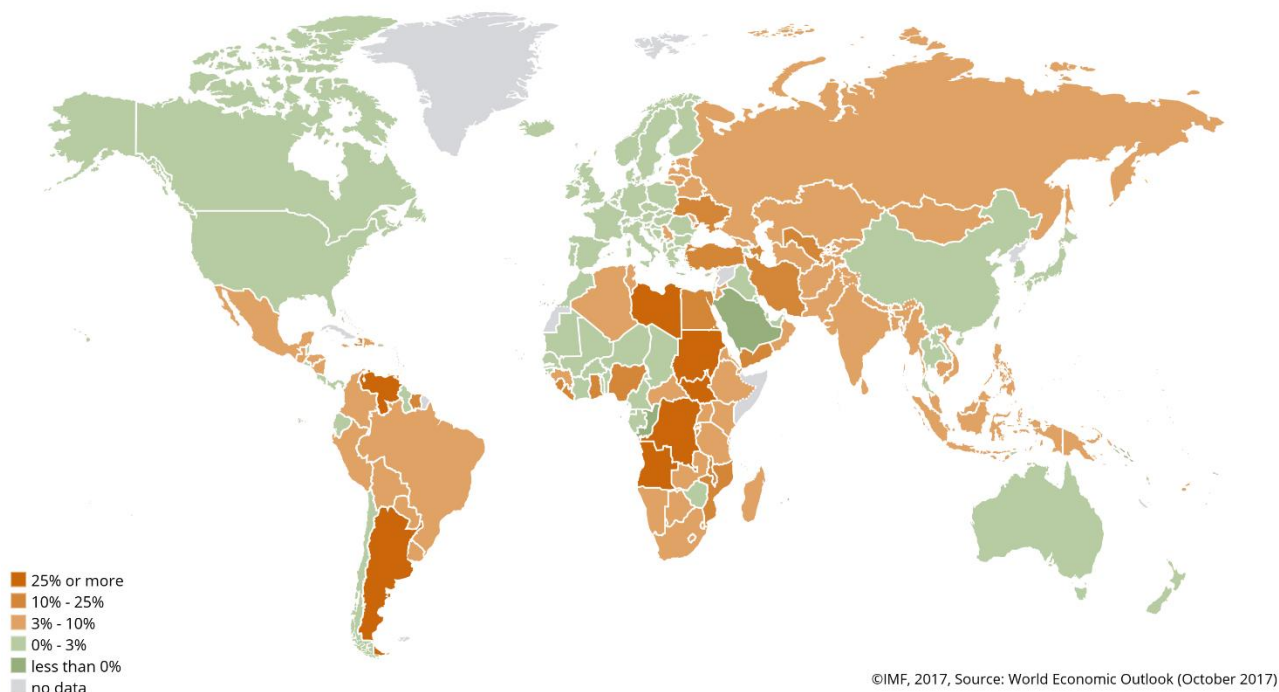 25% or more
10% - 25%
3% - 10%
0% - 3%
less than 0%
no data
©IMF, 2017, Source: World Economic Outlook (October 2017)